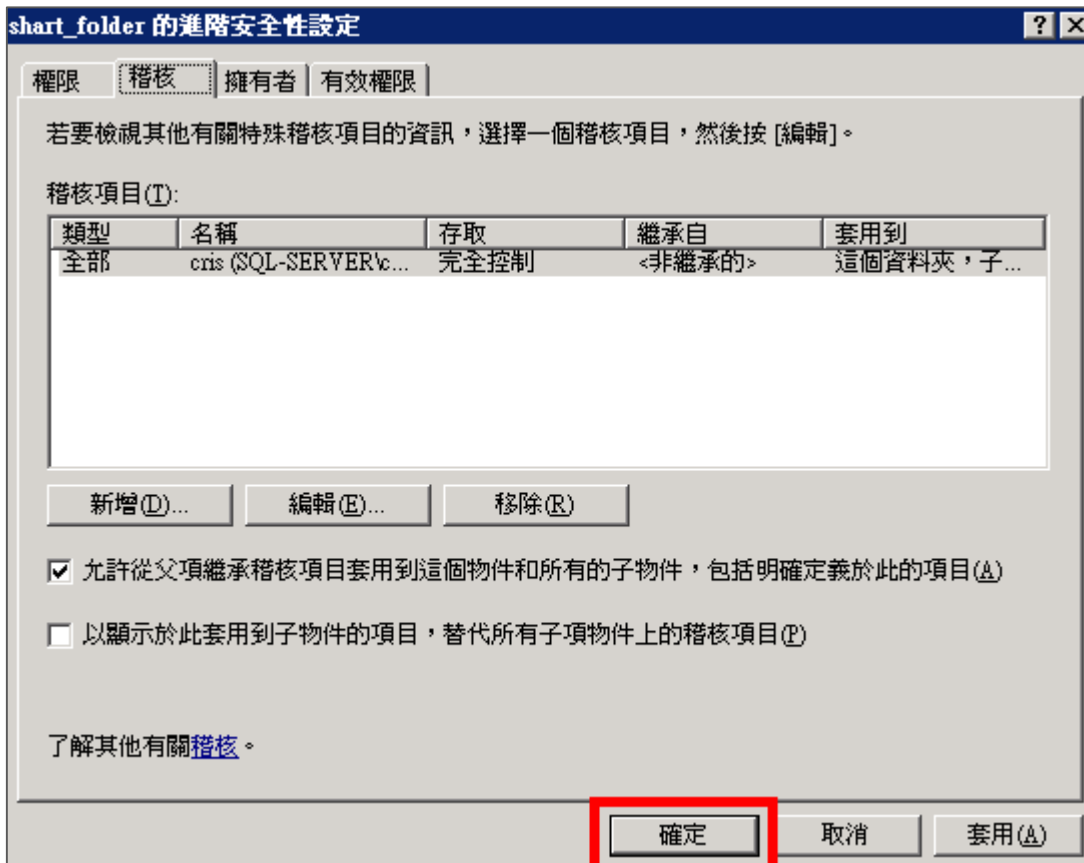 shart_folder 的進階安全性設定
權限 稽核 擁有者 有效權限
若要檢視其他有關特殊稽核項目的資訊，選擇一個稽核項目，然後按 [編輯]。
稽核項目(T):
類型 名稱 存取 繼承自 套用到
全部 cris (SQL-SERVER\c... 完全控制 <非繼承的> 這個資料夾，子...
新增(D)... 編輯(E)... 移除(R)
允許從父項繼承稽核項目套用到這個物件和所有的子物件，包括明確定義於此的項目(A)
以顯示於此套用到子物件的項目，替代所有子項物件上的稽核項目(P)
了解其他有關稽核。
確定 取消 套用(A)